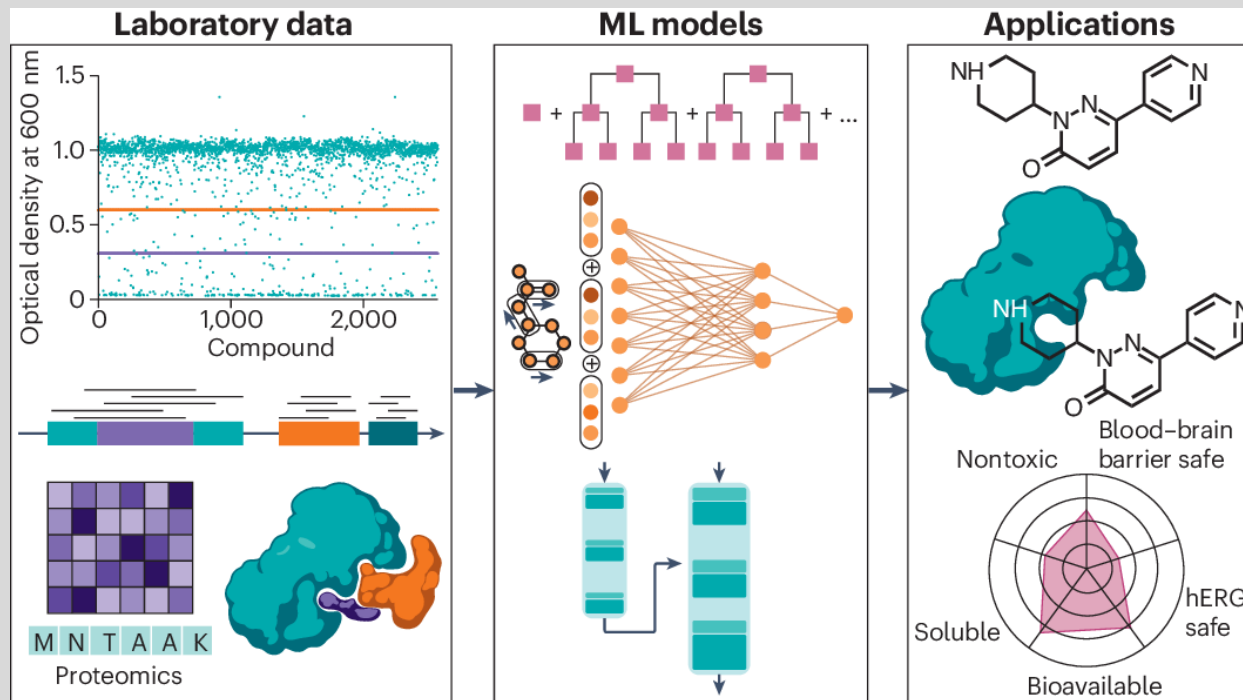 Laboratory data
Optical density at 600 nm
1.5
1.0
0.5
0
0
1,000
2,000
Compound
M N T A A K
Proteomics
ML models
+
+
+ ...
Applications
NH
N
N
N
O
NH
N
N
N
O
Blood–brain
barrier safe
Nontoxic
hERG
safe
Soluble
Bioavailable